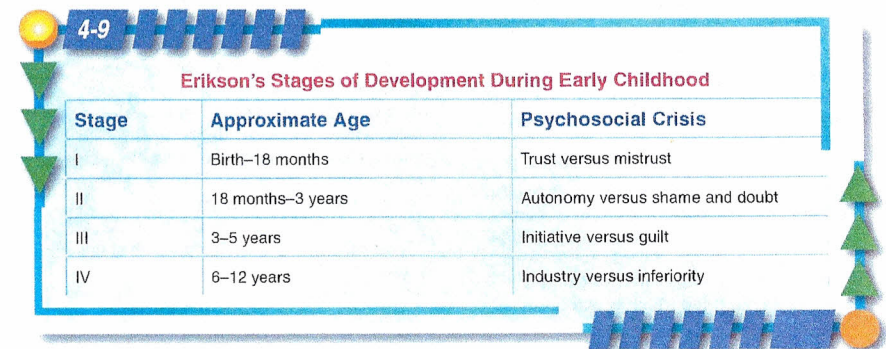 4-9
Erikson's Stages of Development During Early Childhood
Stage Approximate Age Psychosocial Crisis
I Birth–18 months Trust versus mistrust
II 18 months–3 years Autonomy versus shame and doubt
III 3–5 years Initiative versus guilt
IV 6–12 years Industry versus inferiority